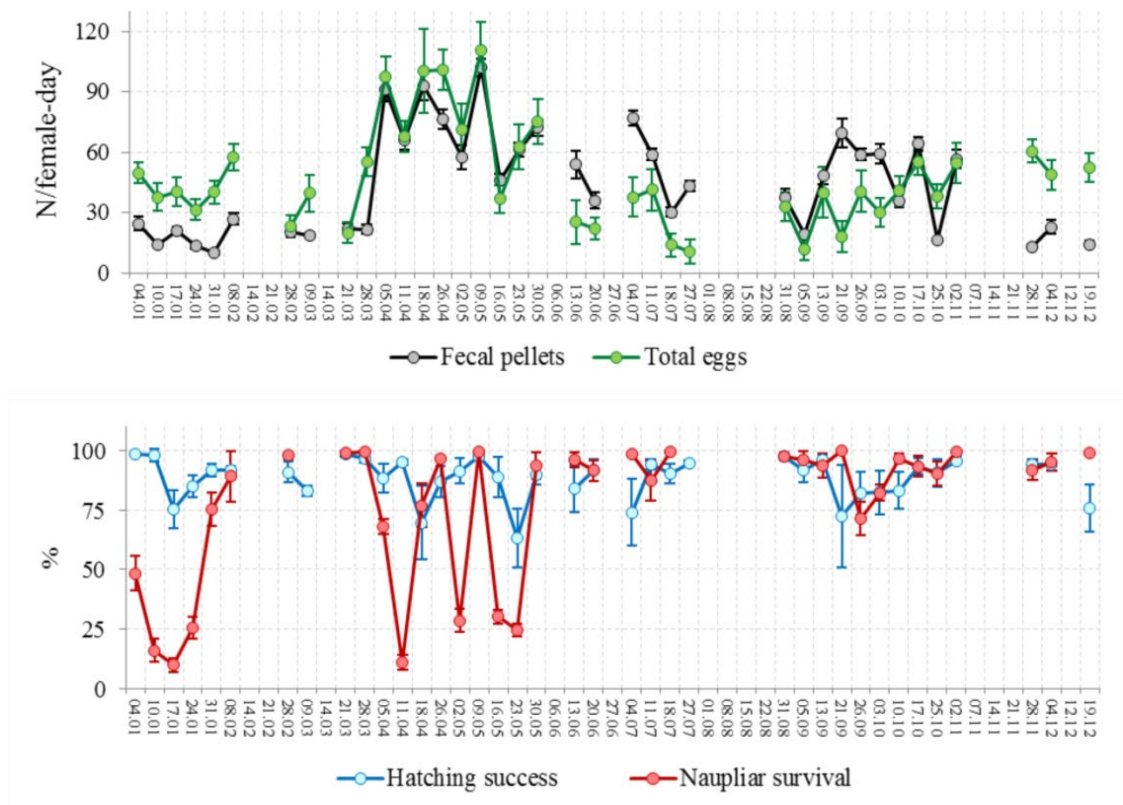 N/female-day
120
90
60
30
0
04.01 10.01 17.01 24.01 31.01 08.02 14.02 21.02 28.02 09.03 14.03 21.03 28.03 05.04 11.04 18.04 26.04 02.05 09.05 16.05 23.05 30.05 13.06 20.06 04.07 11.07 18.07 27.07 01.08 08.08 15.08 22.08 31.08 05.09 13.09 21.09 26.09 03.10 10.10 17.10 25.10 02.11 07.11 14.11 21.11 28.11 04.12 12.12 19.12
Fecal pellets Total eggs
%
100
75
50
25
0
04.01 10.01 17.01 24.01 31.01 08.02 14.02 21.02 28.02 09.03 14.03 21.03 28.03 05.04 11.04 18.04 26.04 02.05 09.05 16.05 23.05 30.05 13.06 20.06 04.07 11.07 18.07 27.07 01.08 08.08 15.08 22.08 31.08 05.09 13.09 21.09 26.09 03.10 10.10 17.10 25.10 02.11 07.11 14.11 21.11 28.11 04.12 12.12 19.12
Hatching success Naupliar survival